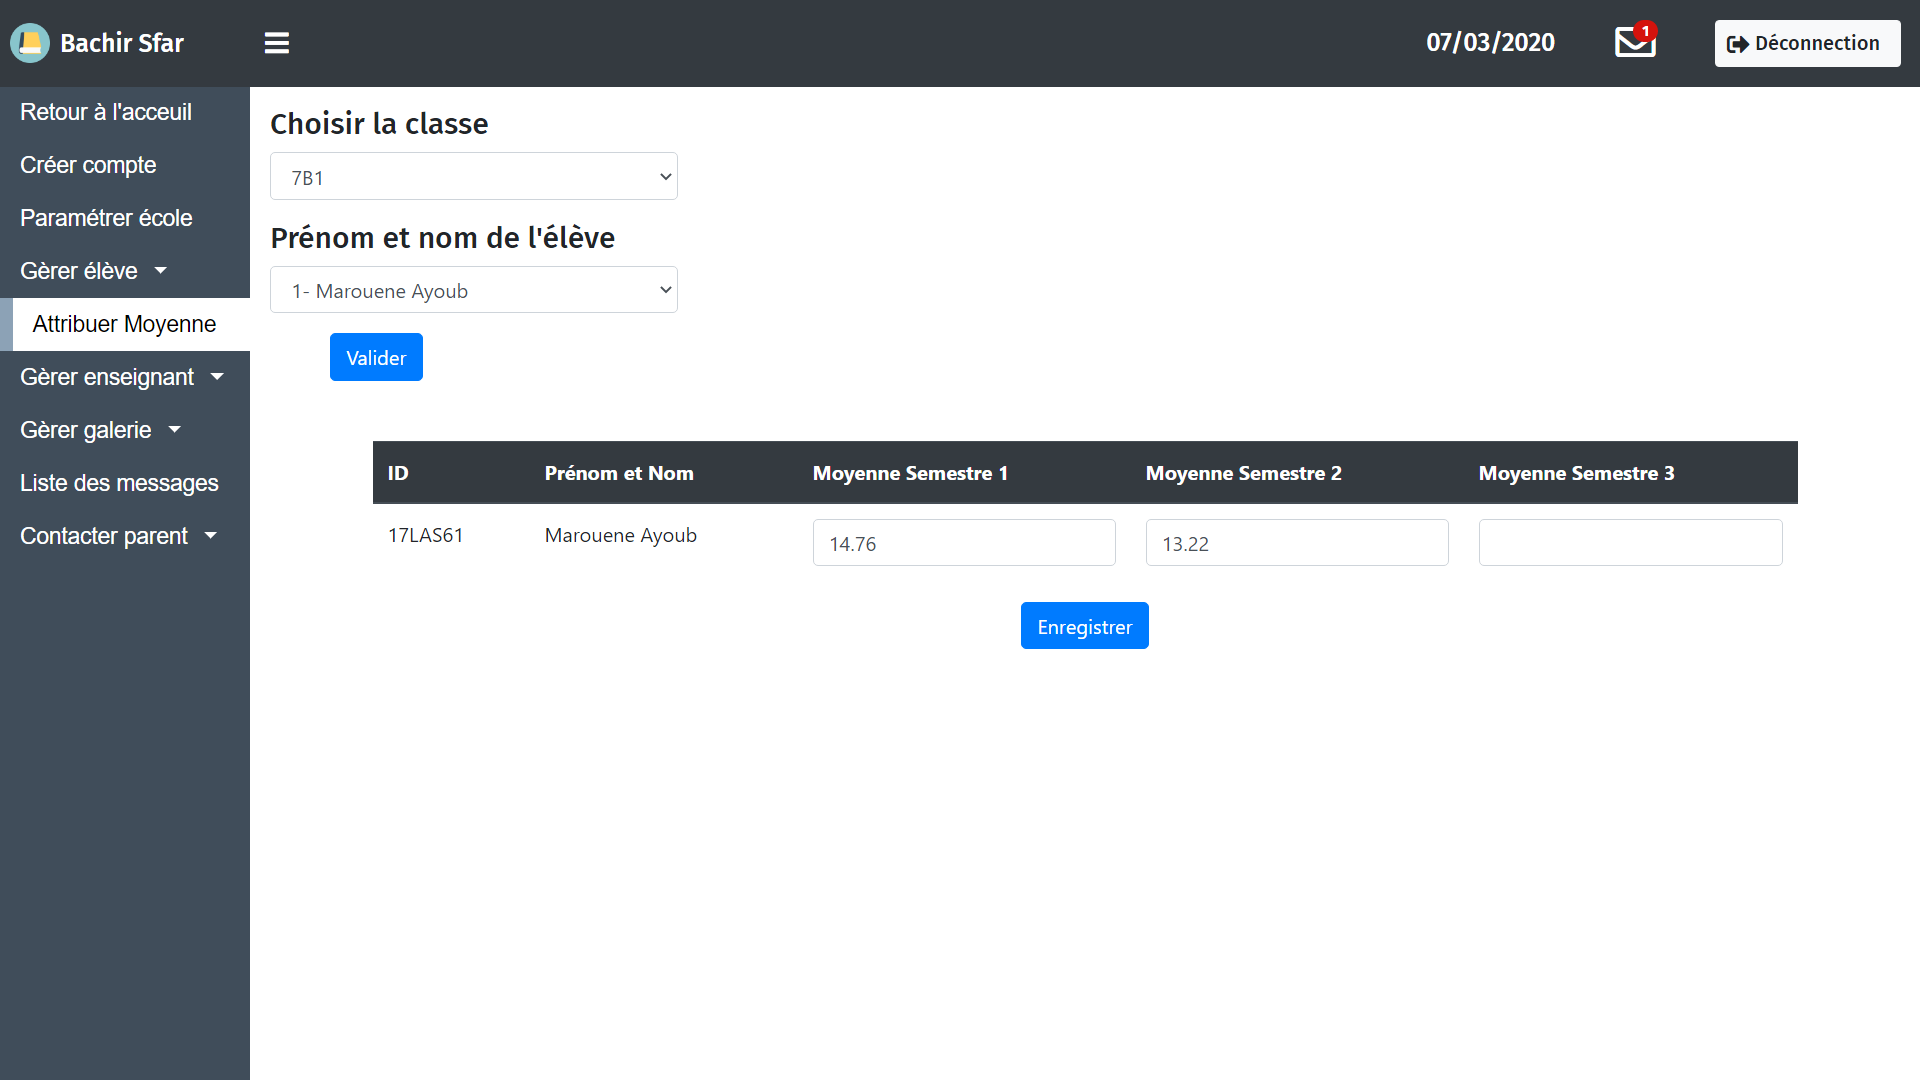 Bachir Sfar
07/03/2020
1
Déconnection
Retour à l'acceuil
Créer compte
Paramétrer école
Gèrer élève
Attribuer Moyenne
Gèrer enseignant
Gèrer galerie
Liste des messages
Contacter parent
Choisir la classe
7B1
Prénom et nom de l'élève
1- Marouene Ayoub
Valider
ID Prénom et Nom Moyenne Semestre 1 Moyenne Semestre 2 Moyenne Semestre 3
17LAS61 Marouene Ayoub 14.76 13.22
Enregistrer